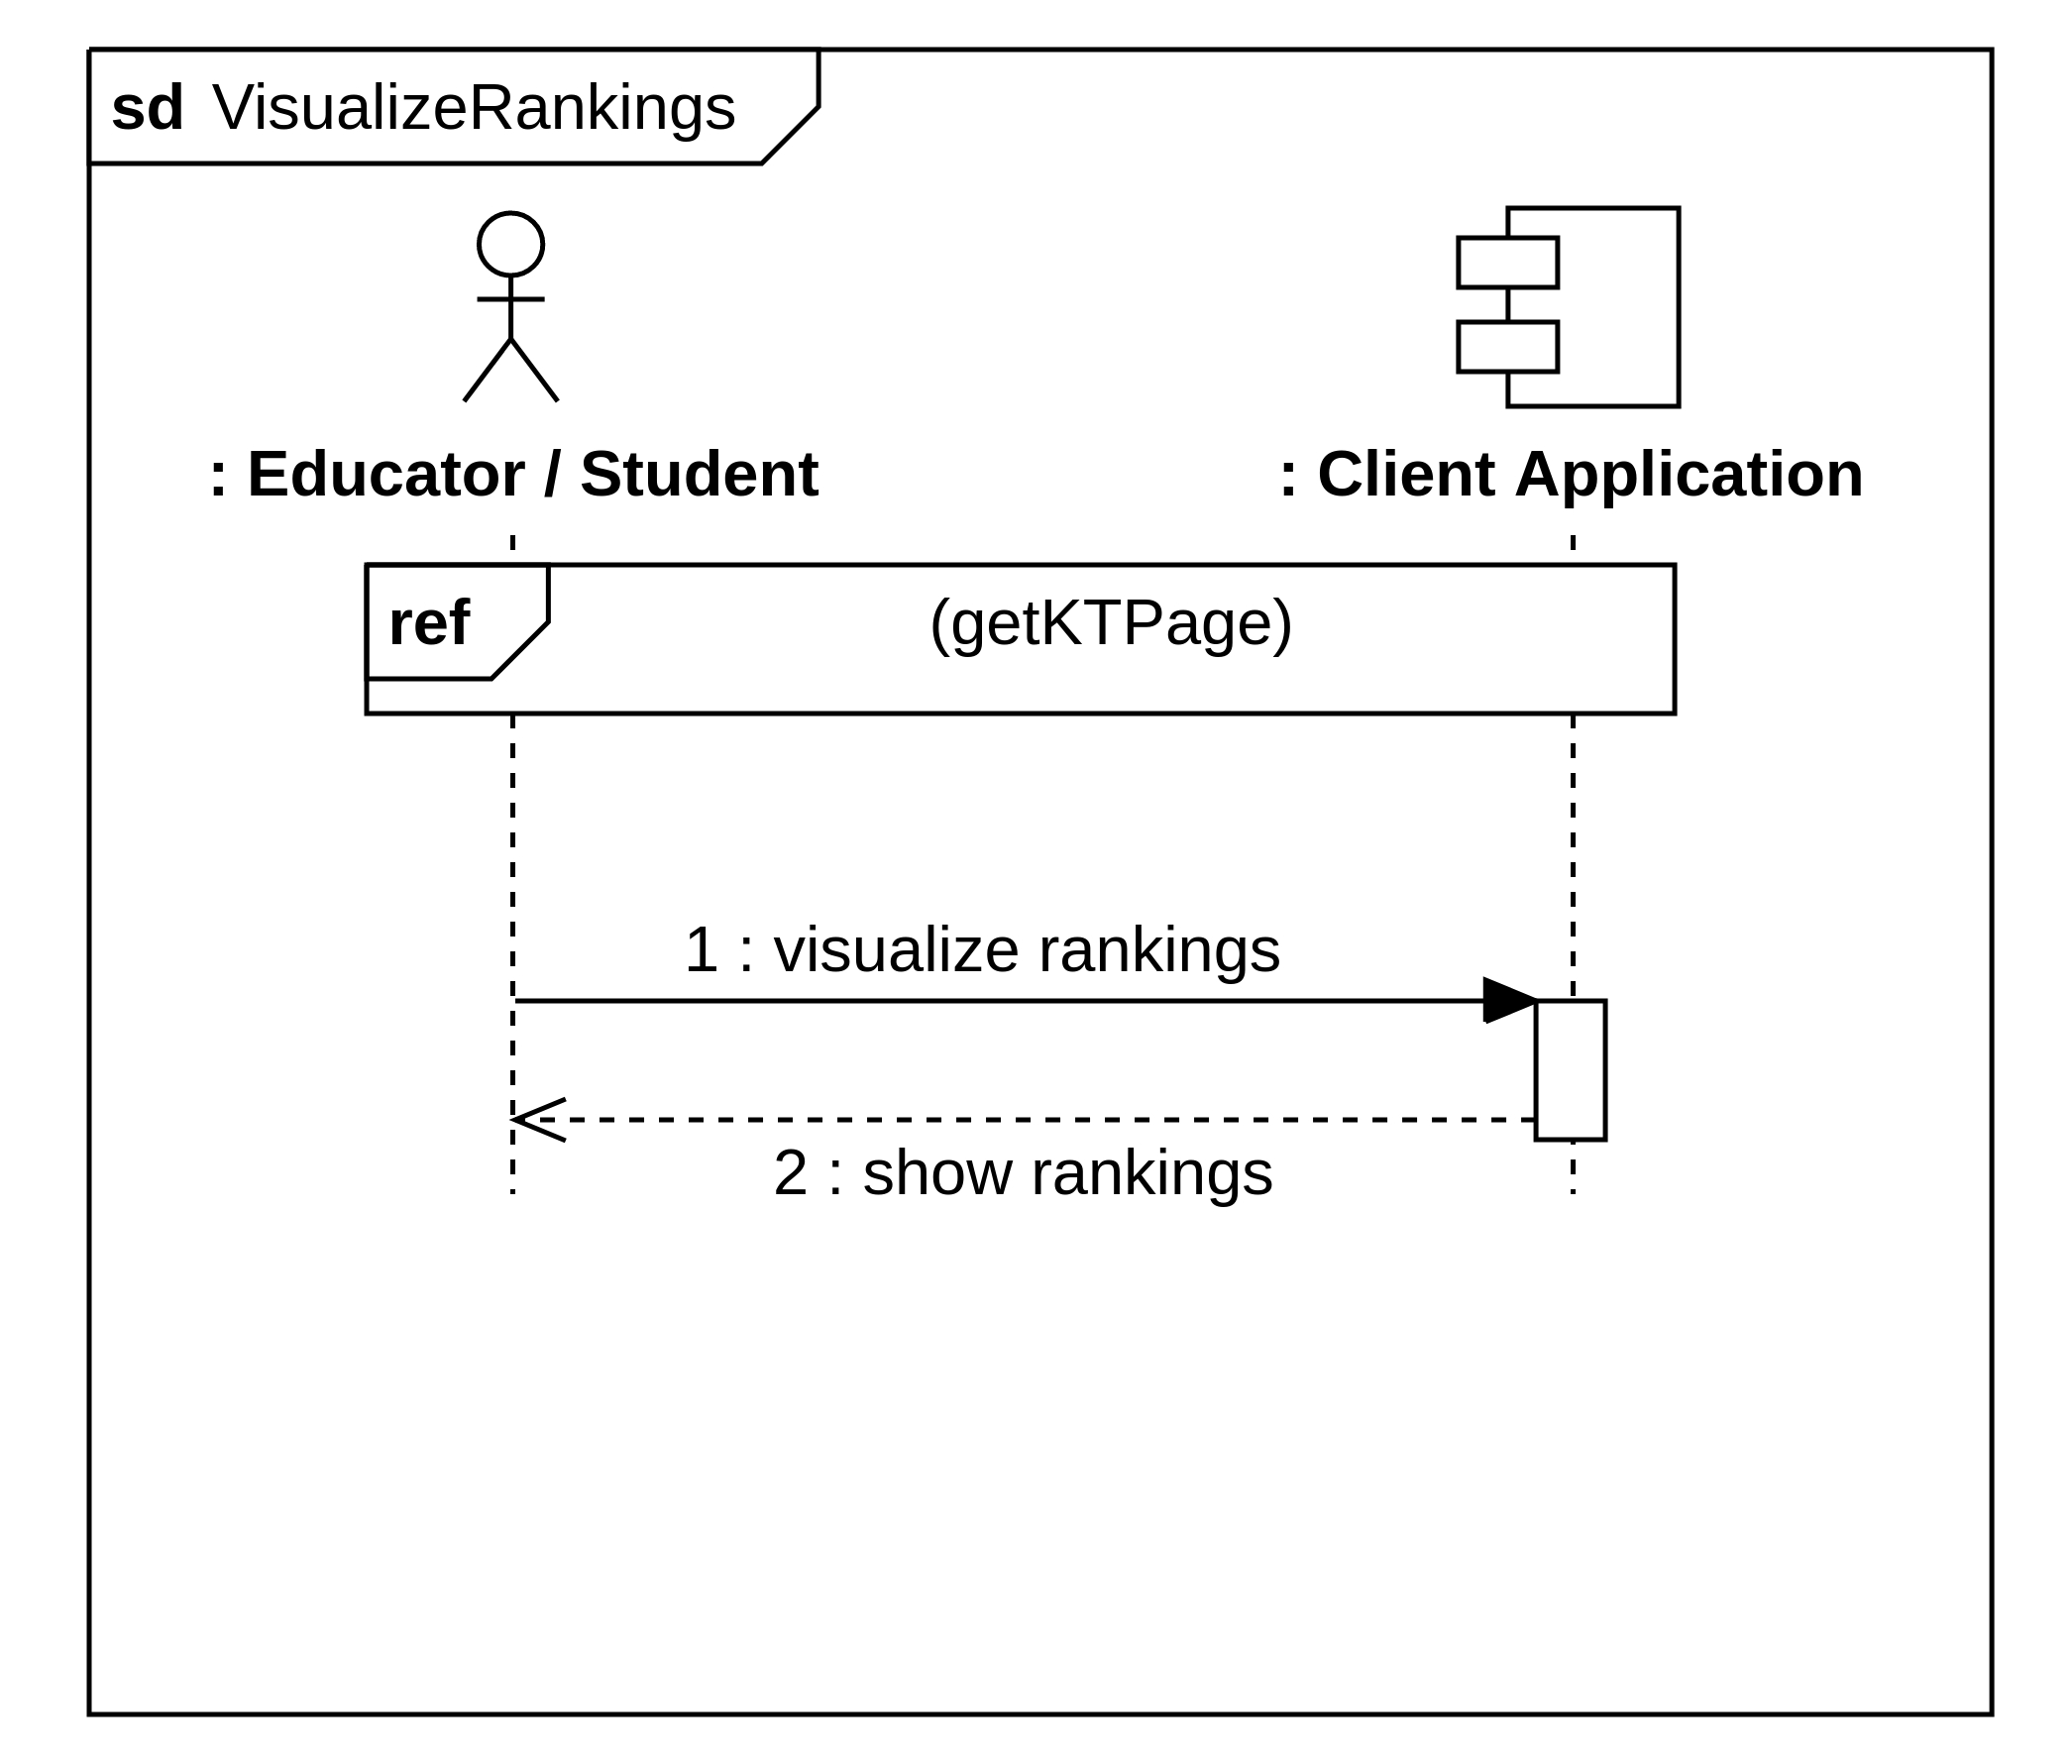 sd VisualizeRankings
: Educator / Student
: Client Application
ref
(getKTPage)
1 : visualize rankings
2 : show rankings